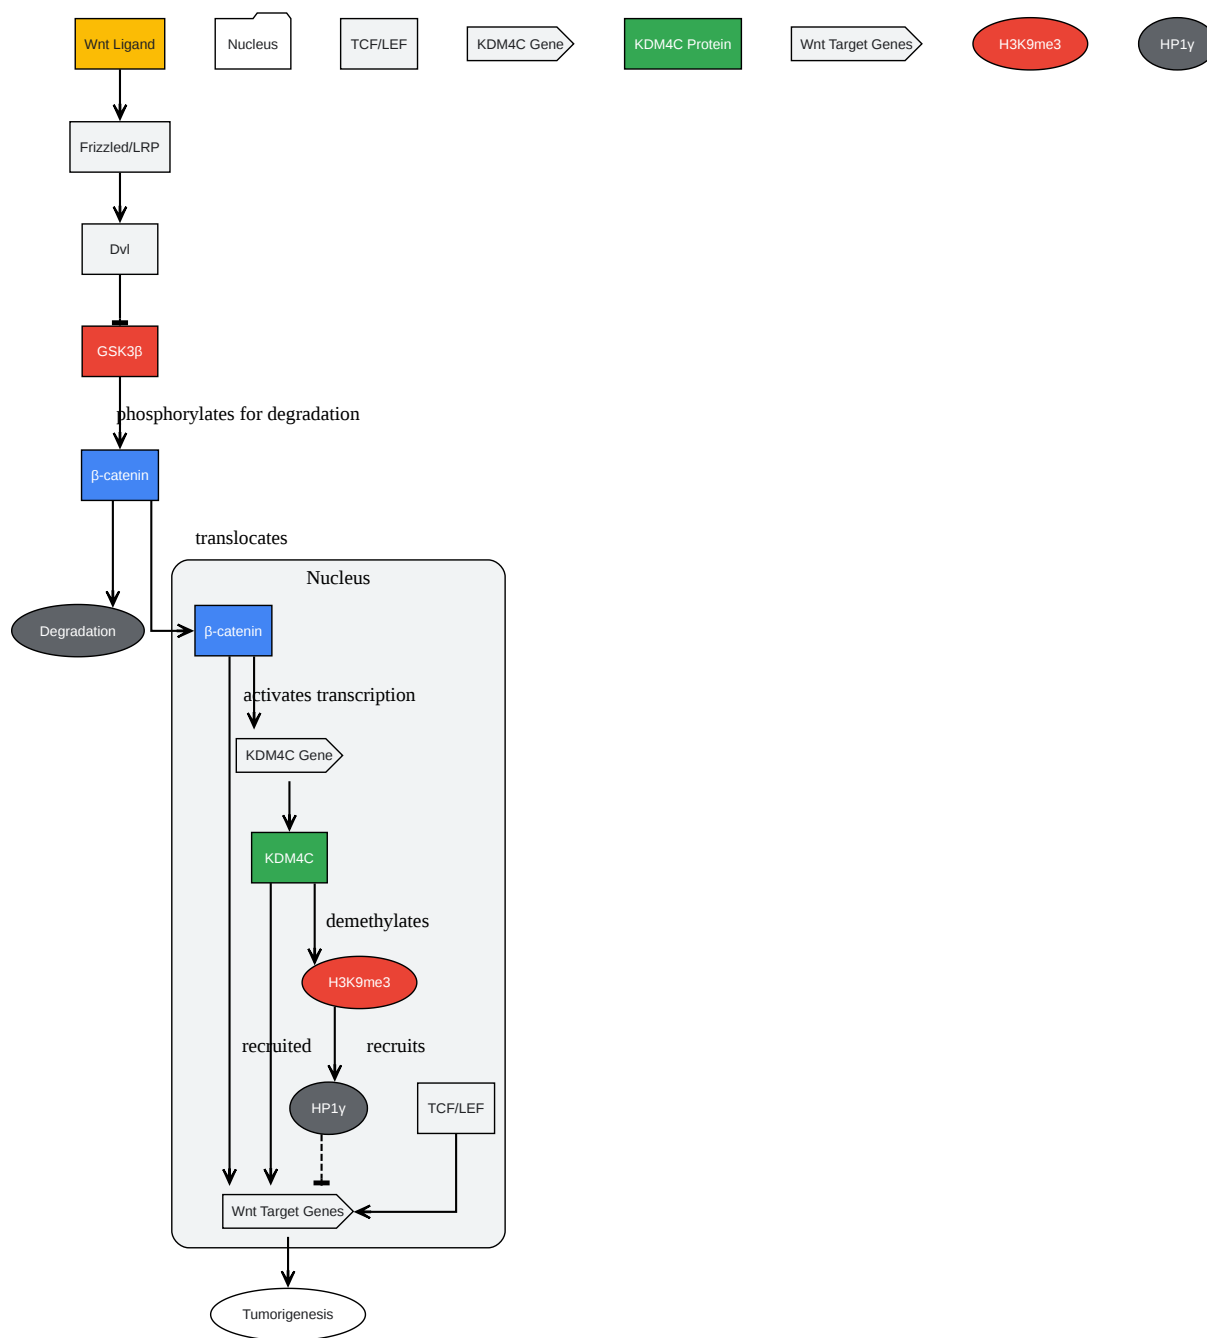 Wnt Ligand
Nucleus
TCF/LEF
KDM4C Gene
KDM4C Protein
Wnt Target Genes
H3K9me3
HP1γ
Frizzled/LRP
Dvl
GSK3β
phosphorylates for degradation
β-catenin
translocates
Nucleus
Degradation
β-catenin
activates transcription
KDM4C Gene
KDM4C
demethylates
H3K9me3
recruited
recruits
HP1γ
TCF/LEF
Wnt Target Genes
Tumorigenesis